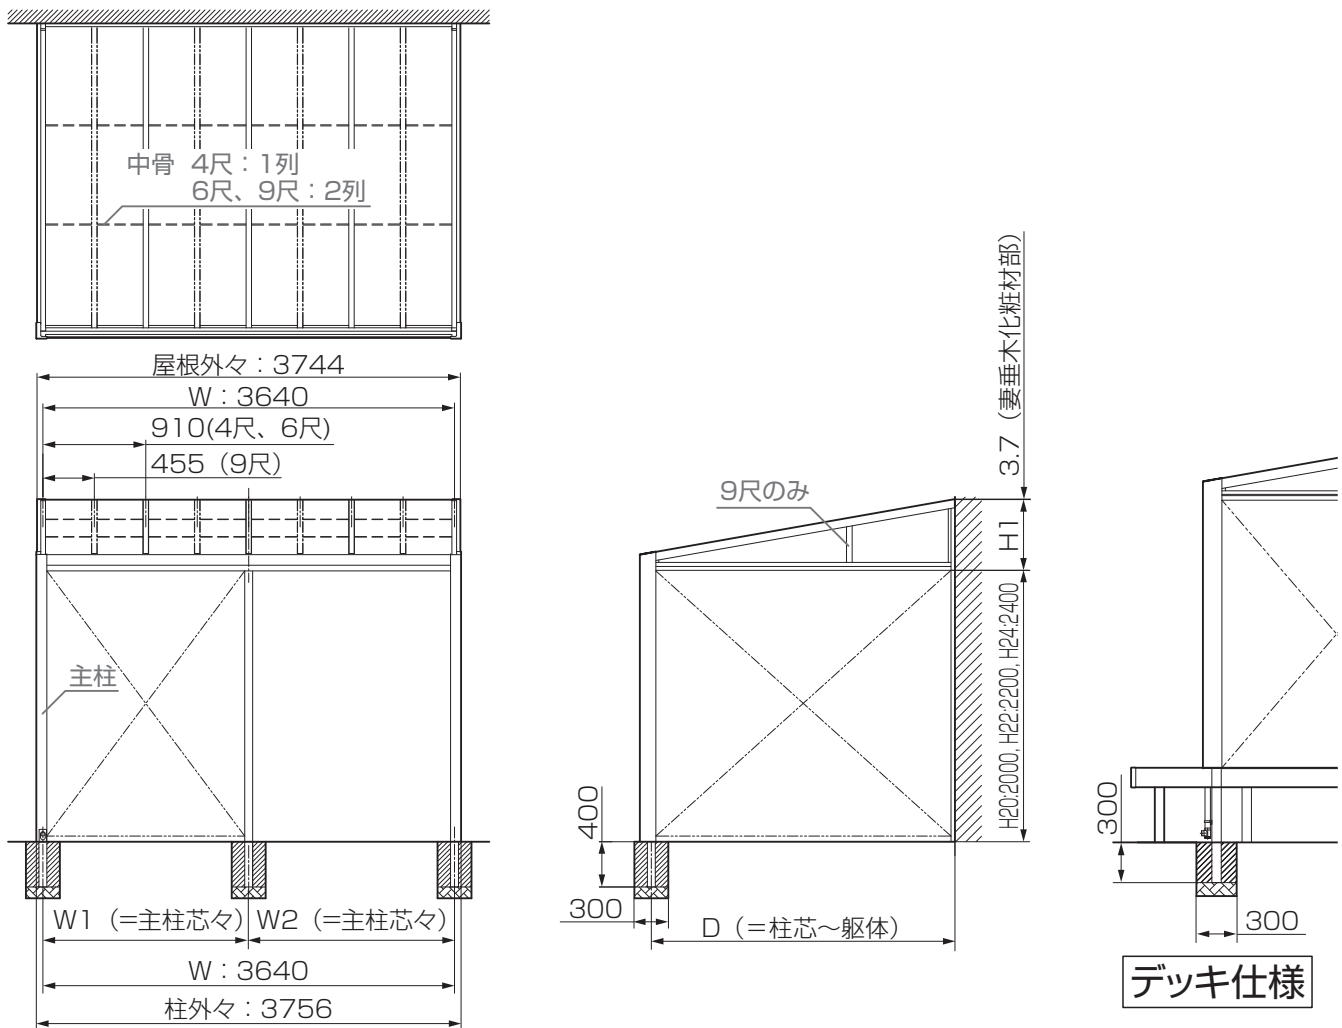 中骨 4尺：1列
6尺、9尺：2列
屋根外々：3744
W：3640
910(4尺、6尺)
455（9尺）
主柱
W1（=主柱芯々）
W2（=主柱芯々）
W：3640
柱外々：3756
9尺のみ
3.7（妻垂木化粧材部）
H1
H20:2000, H22:2200, H24:2400
400
300
D（=柱芯～躯体）
300
300
デッキ仕様